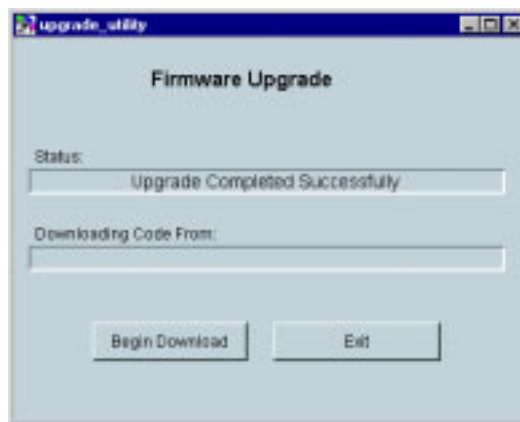 upgrade_utility
Firmware Upgrade
Status:
Upgrade Completed Successfully
Downloading Code From:
Begin Download
Exit